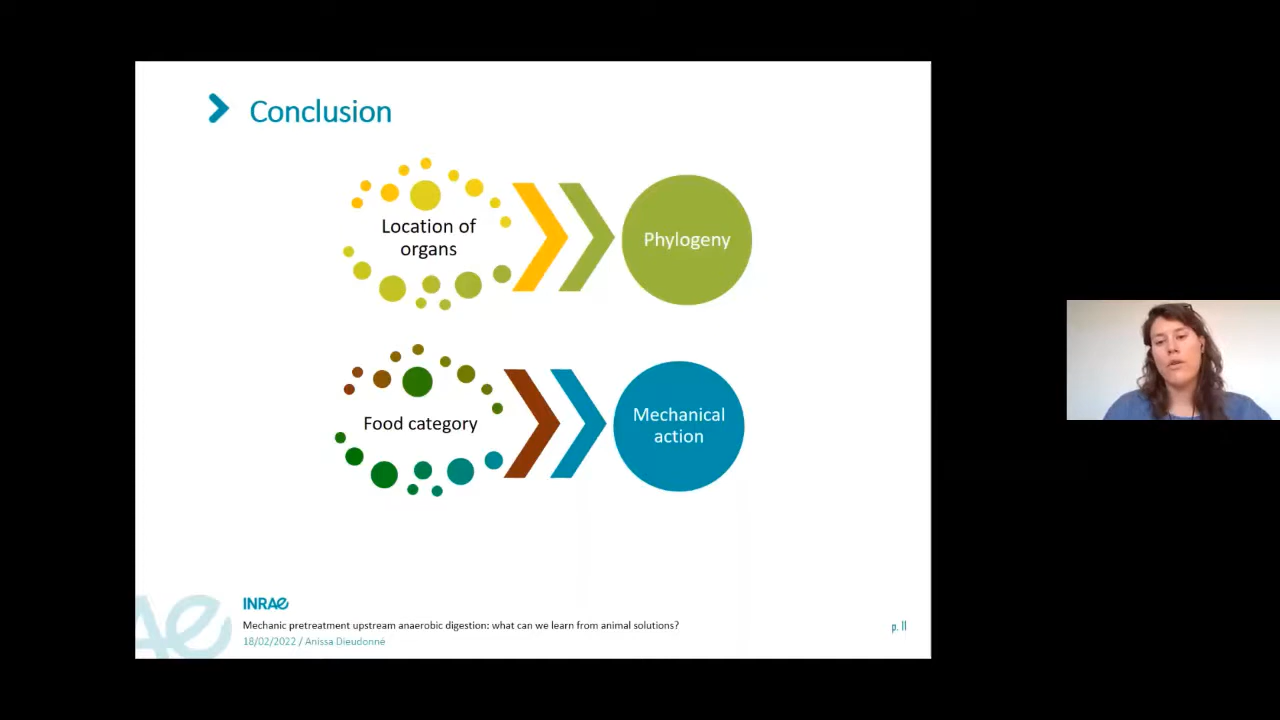 Conclusion
Location of
organs
Phylogeny
Food category
Mechanical
action
INRAE
Mechanic pretreatment upstream anaerobic digestion: what can we learn from animal solutions?
18/02/2022 / Anissa Dieudonné
p. 11